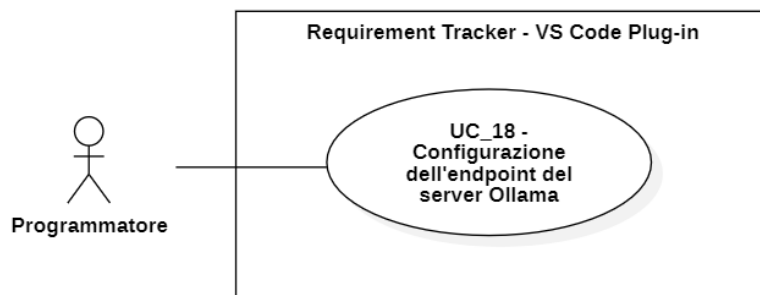 Requirement Tracker - VS Code Plug-in
UC_18 -
Configurazione
dell'endpoint del
server Ollama
Programmatore